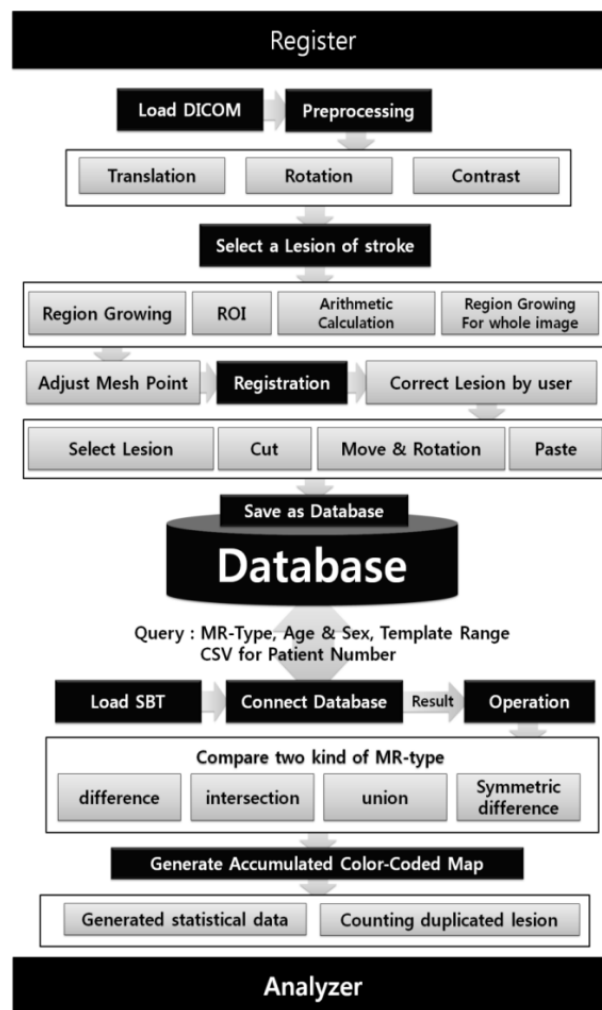 Register
Load DICOM
Preprocessing
Translation
Rotation
Contrast
Select a Lesion of stroke
Region Growing
ROI
Arithmetic
Calculation
Region Growing
For whole image
Adjust Mesh Point
Registration
Correct Lesion by user
Select Lesion
Cut
Move & Rotation
Paste
Save as Database
Database
Query : MR-Type, Age & Sex, Template Range
CSV for Patient Number
Load SBT
Connect Database
Result
Operation
Compare two kind of MR-type
difference
intersection
union
Symmetric
difference
Generate Accumulated Color-Coded Map
Generated statistical data
Counting duplicated lesion
Analyzer